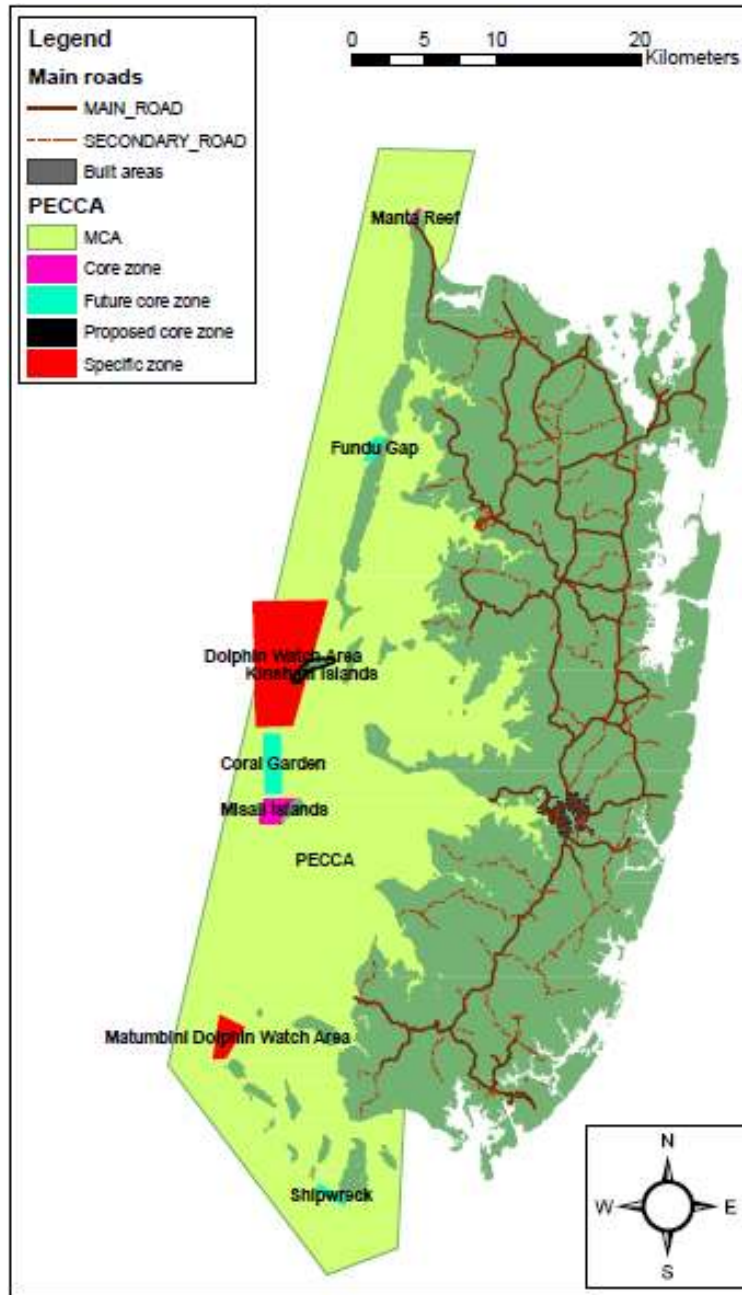 Legend
Main roads
MAIN_ROAD
SECONDARY_ROAD
Built areas
PECCA
MCA
Core zone
Future core zone
Proposed core zone
Specific zone
0 5 10 20
Kilometers
Manta Reef
Fundu Gap
Dolphin Watch Area
Islands
Coral Garden
Misali Islands
PECCA
Matumbini Dolphin Watch Area
Shipwreck
N
W E
S